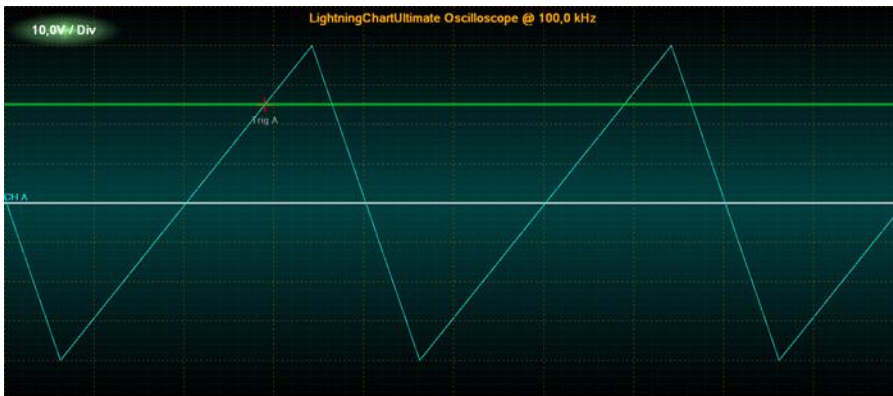 LightningChartUltimate Oscilloscope @ 100,0 kHz
10,0V / Div
Trig A
CH A